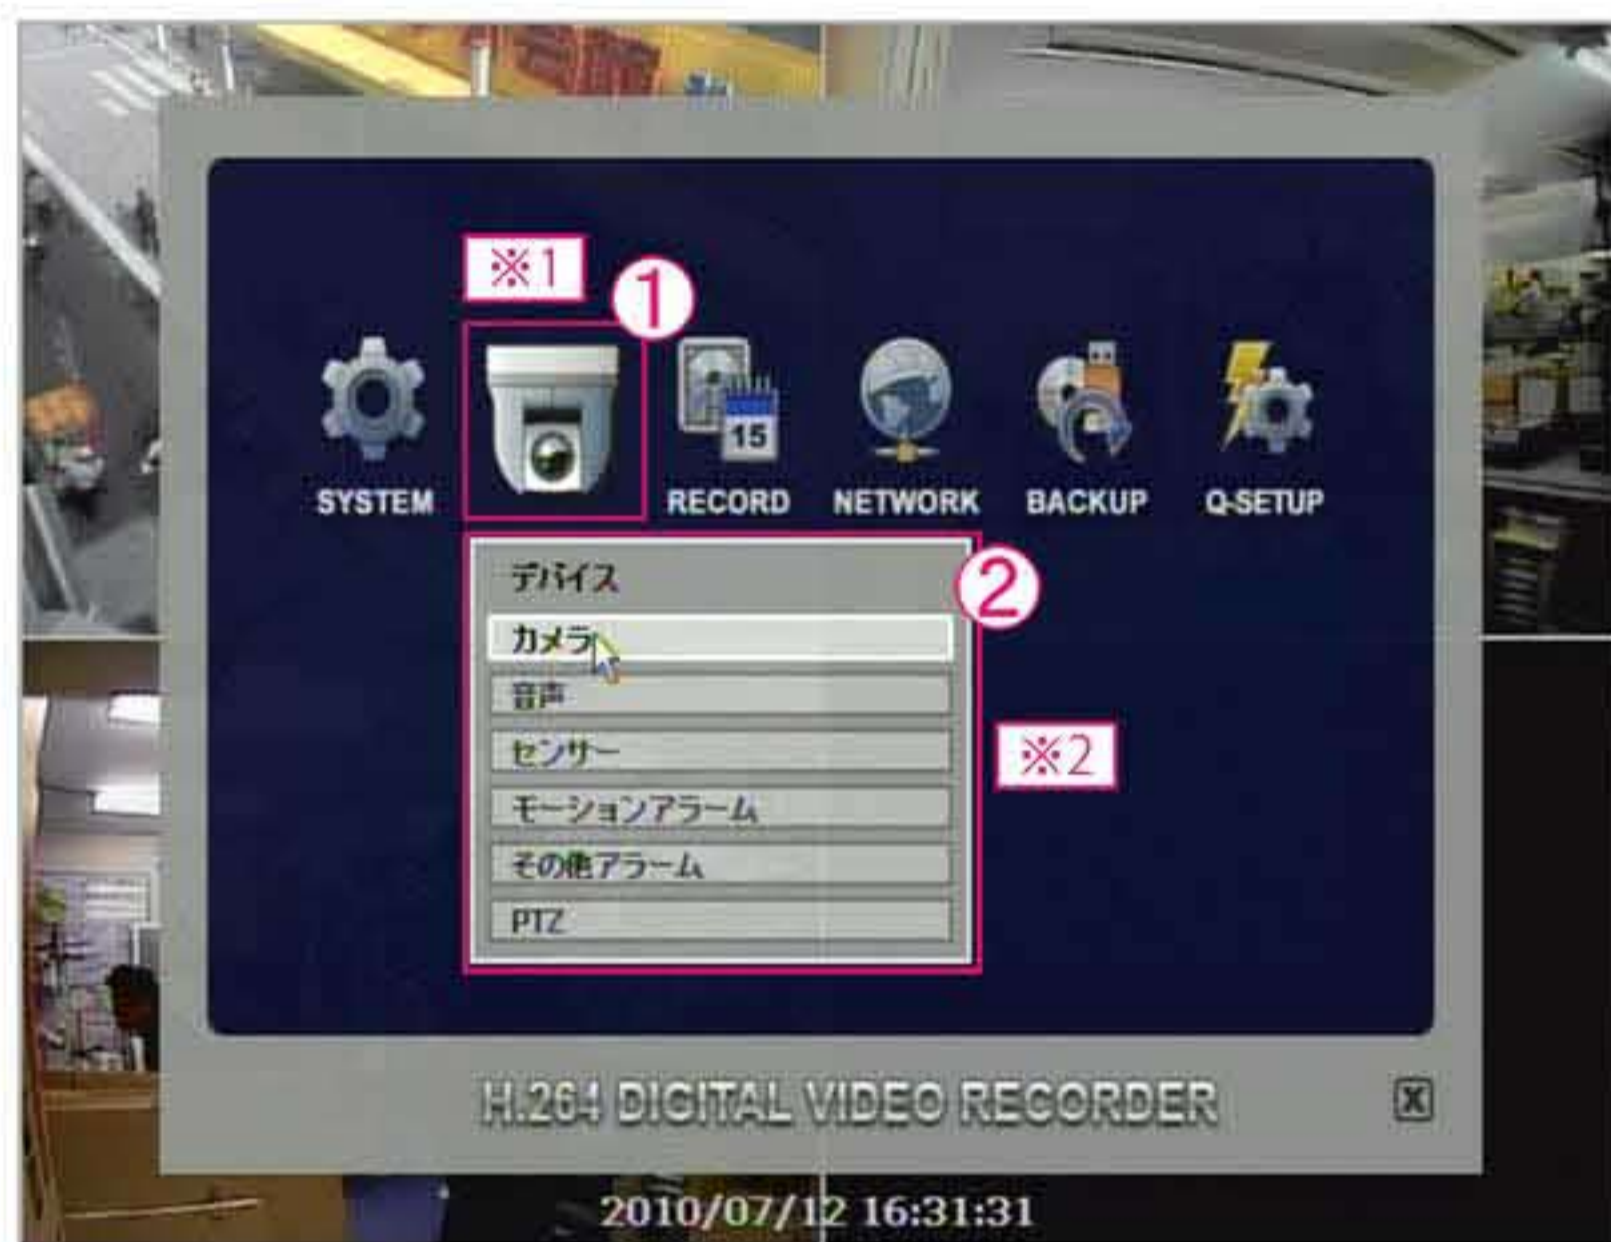 ※1
①
SYSTEM
15
RECORD
NETWORK
BACKUP
Q-SETUP
デバイス
②
カメラ
音声
センサー
※2
モーションアラーム
その他アラーム
PTZ
H.264 DIGITAL VIDEO RECORDER
X
2010/07/12 16:31:31